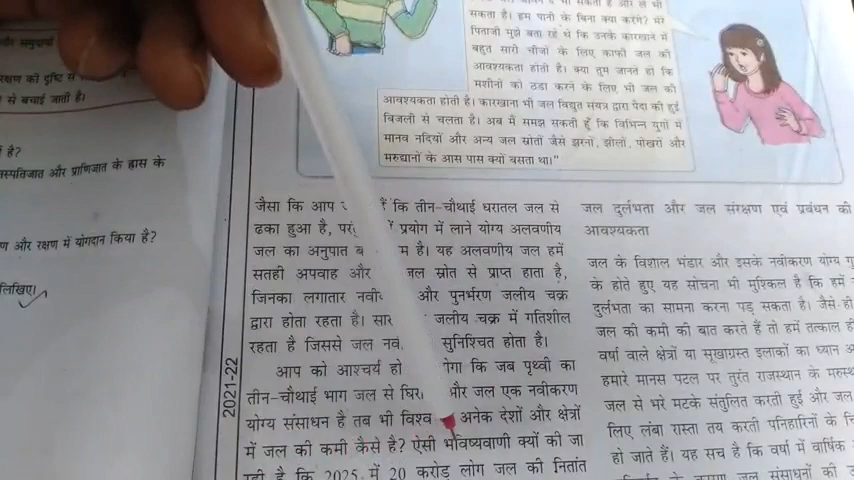 रक्षण की दृष्टि से
से बचाई जाती है।
है?
स्पतिजात और प्राणिजात के ह्रास के
ण और रक्षण में योगदान किया है?
लिखिए।
सकता है। हम पानी के बिना क्या करेंगे? मेरे
पिताजी मुझे बता रहे थे कि उनके कारखाने में
बहुत सारी चीजों के लिए काफी जल की
आवश्यकता होती है। क्या तुम जानते हो कि
मशीनों को ठंडा करने के लिए भी जल की
आवश्यकता होती है। कारखाना भी जल विद्युत संयंत्र द्वारा पैदा की हुई
बिजली से चलता है। अब मैं समझ सकती हूँ कि विभिन्न युगों में
मानव नदियों और अन्य जल स्रोतों जैसे झरनों, झीलों, पोखरों और
मरुद्यानों के आस पास क्यों बसता था।"
जैसा कि आप हैं कि तीन-चौथाई धरातल जल से
ढका हुआ है, प्रयोग में लाने योग्य अलवणीय
जल का अनुपात है। यह अलवणीय जल हमें
सतही अपवाह और जल स्रोत से प्राप्त होता है,
जिनका लगातार और पुनर्भरण जलीय चक्र
द्वारा होता रहता है। जलीय चक्र में गतिशील
रहता है जिससे जल सुनिश्चित होता है।
आप को आश्चर्य कि जब पृथ्वी का
तीन-चौथाई भाग जल से और जल एक नवीकरण
योग्य संसाधन है तब भी विश्व अनेक देशों और क्षेत्रों
में जल की कमी कैसे है? ऐसी भविष्यवाणी क्यों की जा
रही है कि 2025 में 20 करोड़ लोग जल की नितांत
2021-22
जल दुर्लभता और जल संरक्षण एवं प्रबंधन की
आवश्यकता
जल के विशाल भंडार और इसके नवीकरण योग्य
के होते हुए यह सोचना भी मुश्किल है कि हमें
दुर्लभता का सामना करना पड़ सकता है। जैसे ही
जल की कमी की बात करते हैं तो हमें तत्काल ही
वर्षा वाले क्षेत्रों या सूखाग्रस्त इलाकों का ध्यान
हमारे मानस पटल पर तुरंत राजस्थान के
जल से भरे मटके संतुलित करती हुई और जल
लिए लंबा रास्ता तय करती पनिहारिनों के
हो जाते हैं। यह सच है कि वर्षा में वार्षिक
जल संसाधनों की